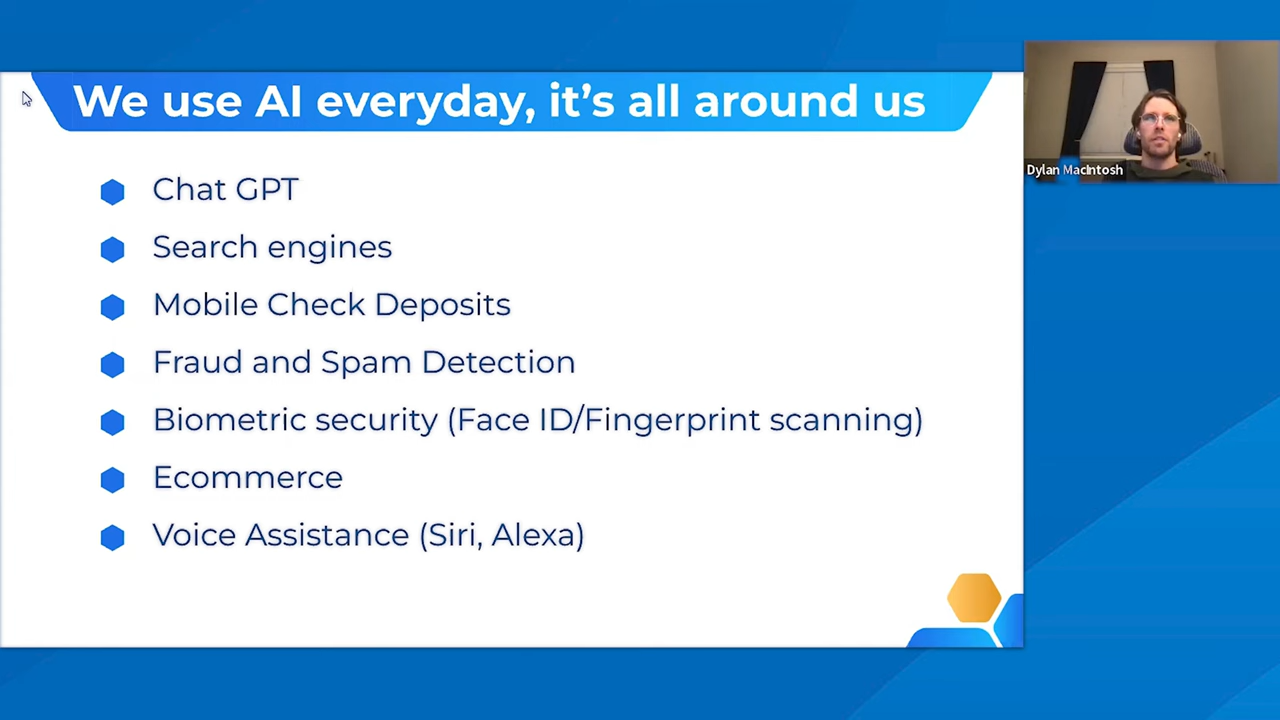 We use AI everyday, it's all around us
Chat GPT
Search engines
Mobile Check Deposits
Fraud and Spam Detection
Biometric security (Face ID/Fingerprint scanning)
Ecommerce
Voice Assistance (Siri, Alexa)
Dylan MacIntosh